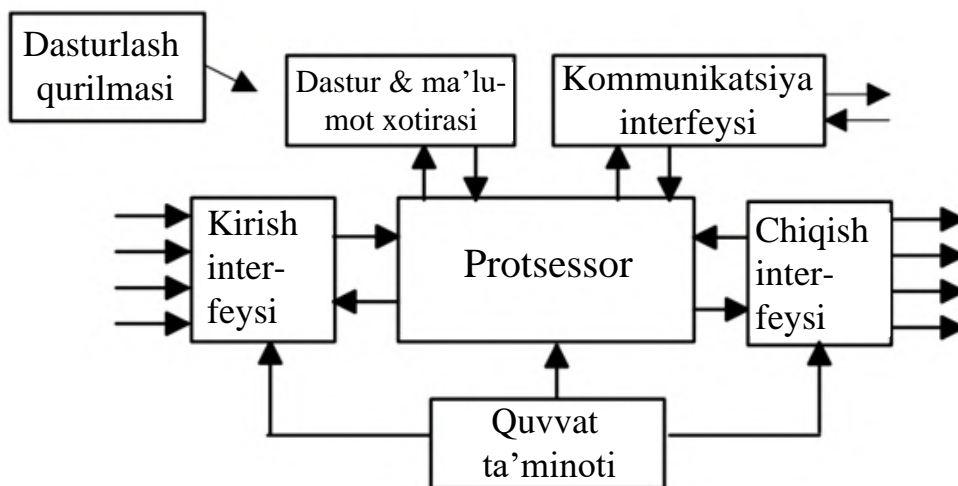 Dasturlash
qurilmasi
Dastur & ma’lu-
mot xotirasi
Kommunikatsiya
interfeysi
Kirish
inter-
feysi
Protsessor
Chiqish
inter-
feysi
Quvvat
ta’minoti